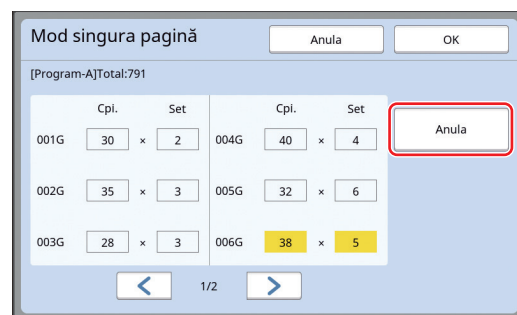 Mod singura pagină Anula OK
[Program-A]Total:791
Cpi. Set Cpi. Set
001G 30 × 2 004G 40 × 4 Anula
002G 35 × 3 005G 32 × 6
003G 28 × 3 006G 38 × 5
1/2